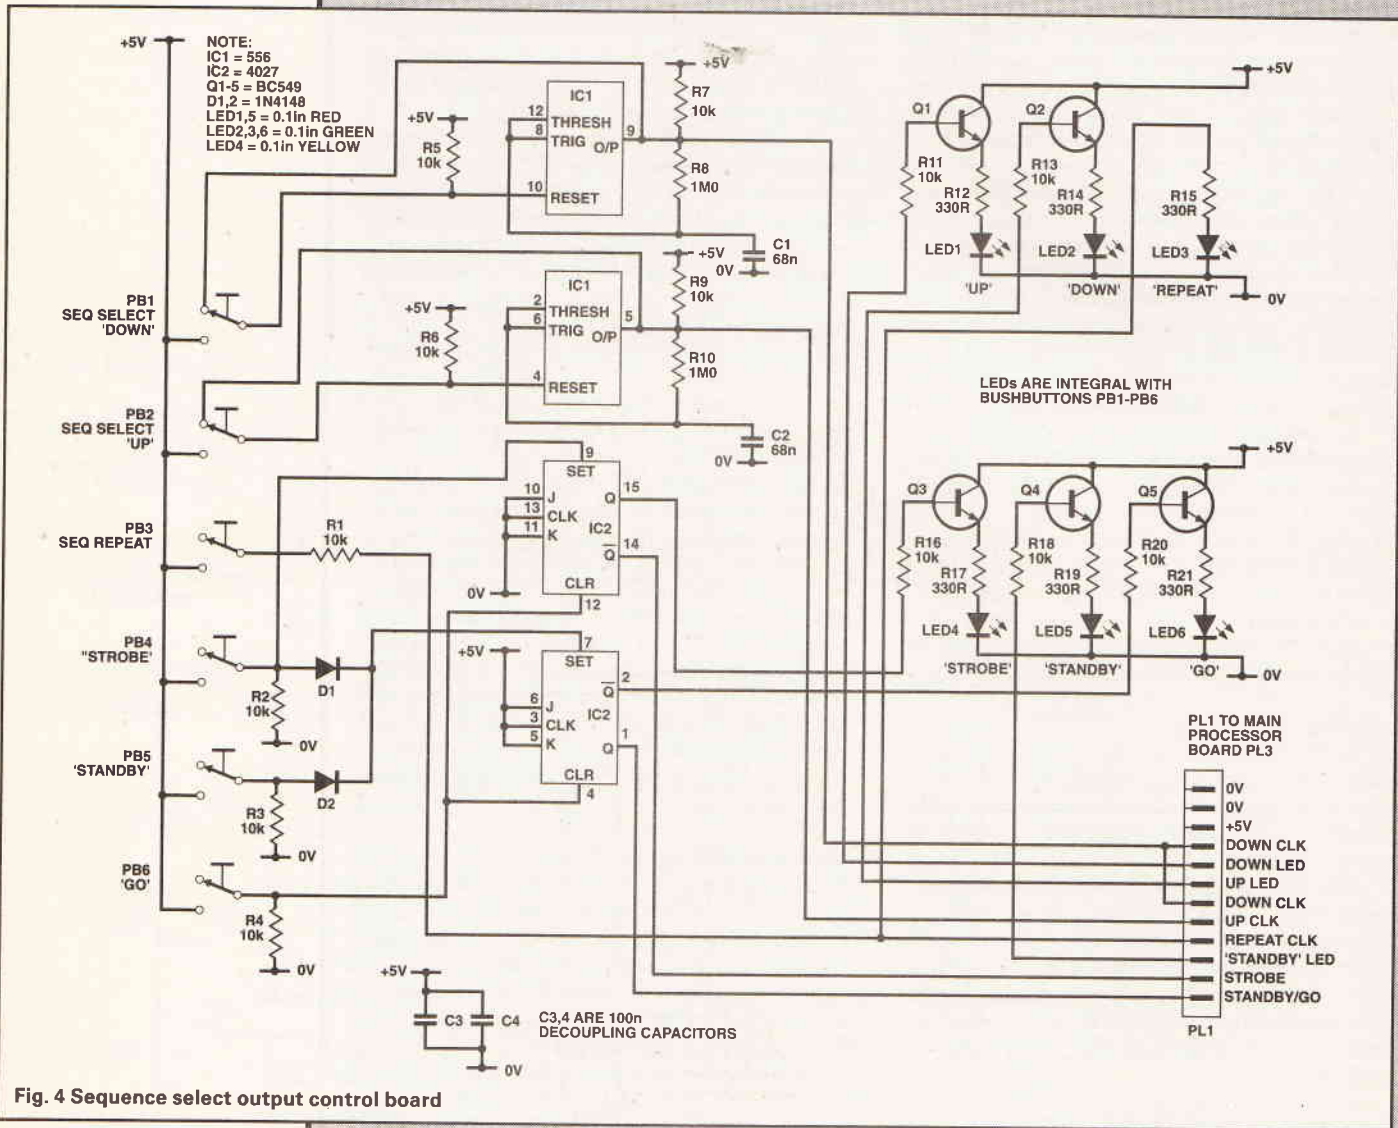 +5V
NOTE:
IC1 = 556
IC2 = 4027
Q1-5 = BC549
D1,2 = 1N4148
LED1,5 = 0.1in RED
LED2,3,6 = 0.1in GREEN
LED4 = 0.1in YELLOW
+5V
R5
10k
IC1
12
THRESH
8
TRIG
O/P
9
10
RESET
+5V
R7
10k
R8
1M0
C1
68n
0V
PB1
SEQ SELECT
'DOWN'
+5V
R6
10k
IC1
2
THRESH
6
TRIG
O/P
5
4
RESET
+5V
R9
10k
R10
1M0
C2
68n
0V
PB2
SEQ SELECT
'UP'
PB3
SEQ REPEAT
R1
10k
9
SET
10
J
13
CLK
11
K
Q
15
IC2
Q
14
CLR
12
0V
PB4
"STROBE'
R2
10k
0V
D1
+5V
7
SET
6
J
3
CLK
5
K
Q
2
IC2
Q
1
CLR
4
PB5
'STANDBY'
R3
10k
0V
D2
PB6
'GO'
R4
10k
0V
+5V
C3
C4
0V
C3,4 ARE 100n
DECOUPLING CAPACITORS
+5V
Q1
Q2
R11
10k
R12
330R
R13
10k
R14
330R
R15
330R
LED1
LED2
LED3
'UP'
'DOWN'
'REPEAT'
0V
LEDs ARE INTEGRAL WITH
BUSHBUTTONS PB1-PB6
+5V
Q3
Q4
Q5
R16
10k
R17
330R
R18
10k
R19
330R
R20
10k
R21
330R
LED4
LED5
LED6
'STROBE'
'STANDBY'
'GO'
0V
PL1 TO MAIN
PROCESSOR
BOARD PL3
0V
0V
+5V
DOWN CLK
DOWN LED
UP LED
DOWN CLK
UP CLK
REPEAT CLK
'STANDBY' LED
STROBE
STANDBY/GO
PL1
Fig. 4 Sequence select output control board